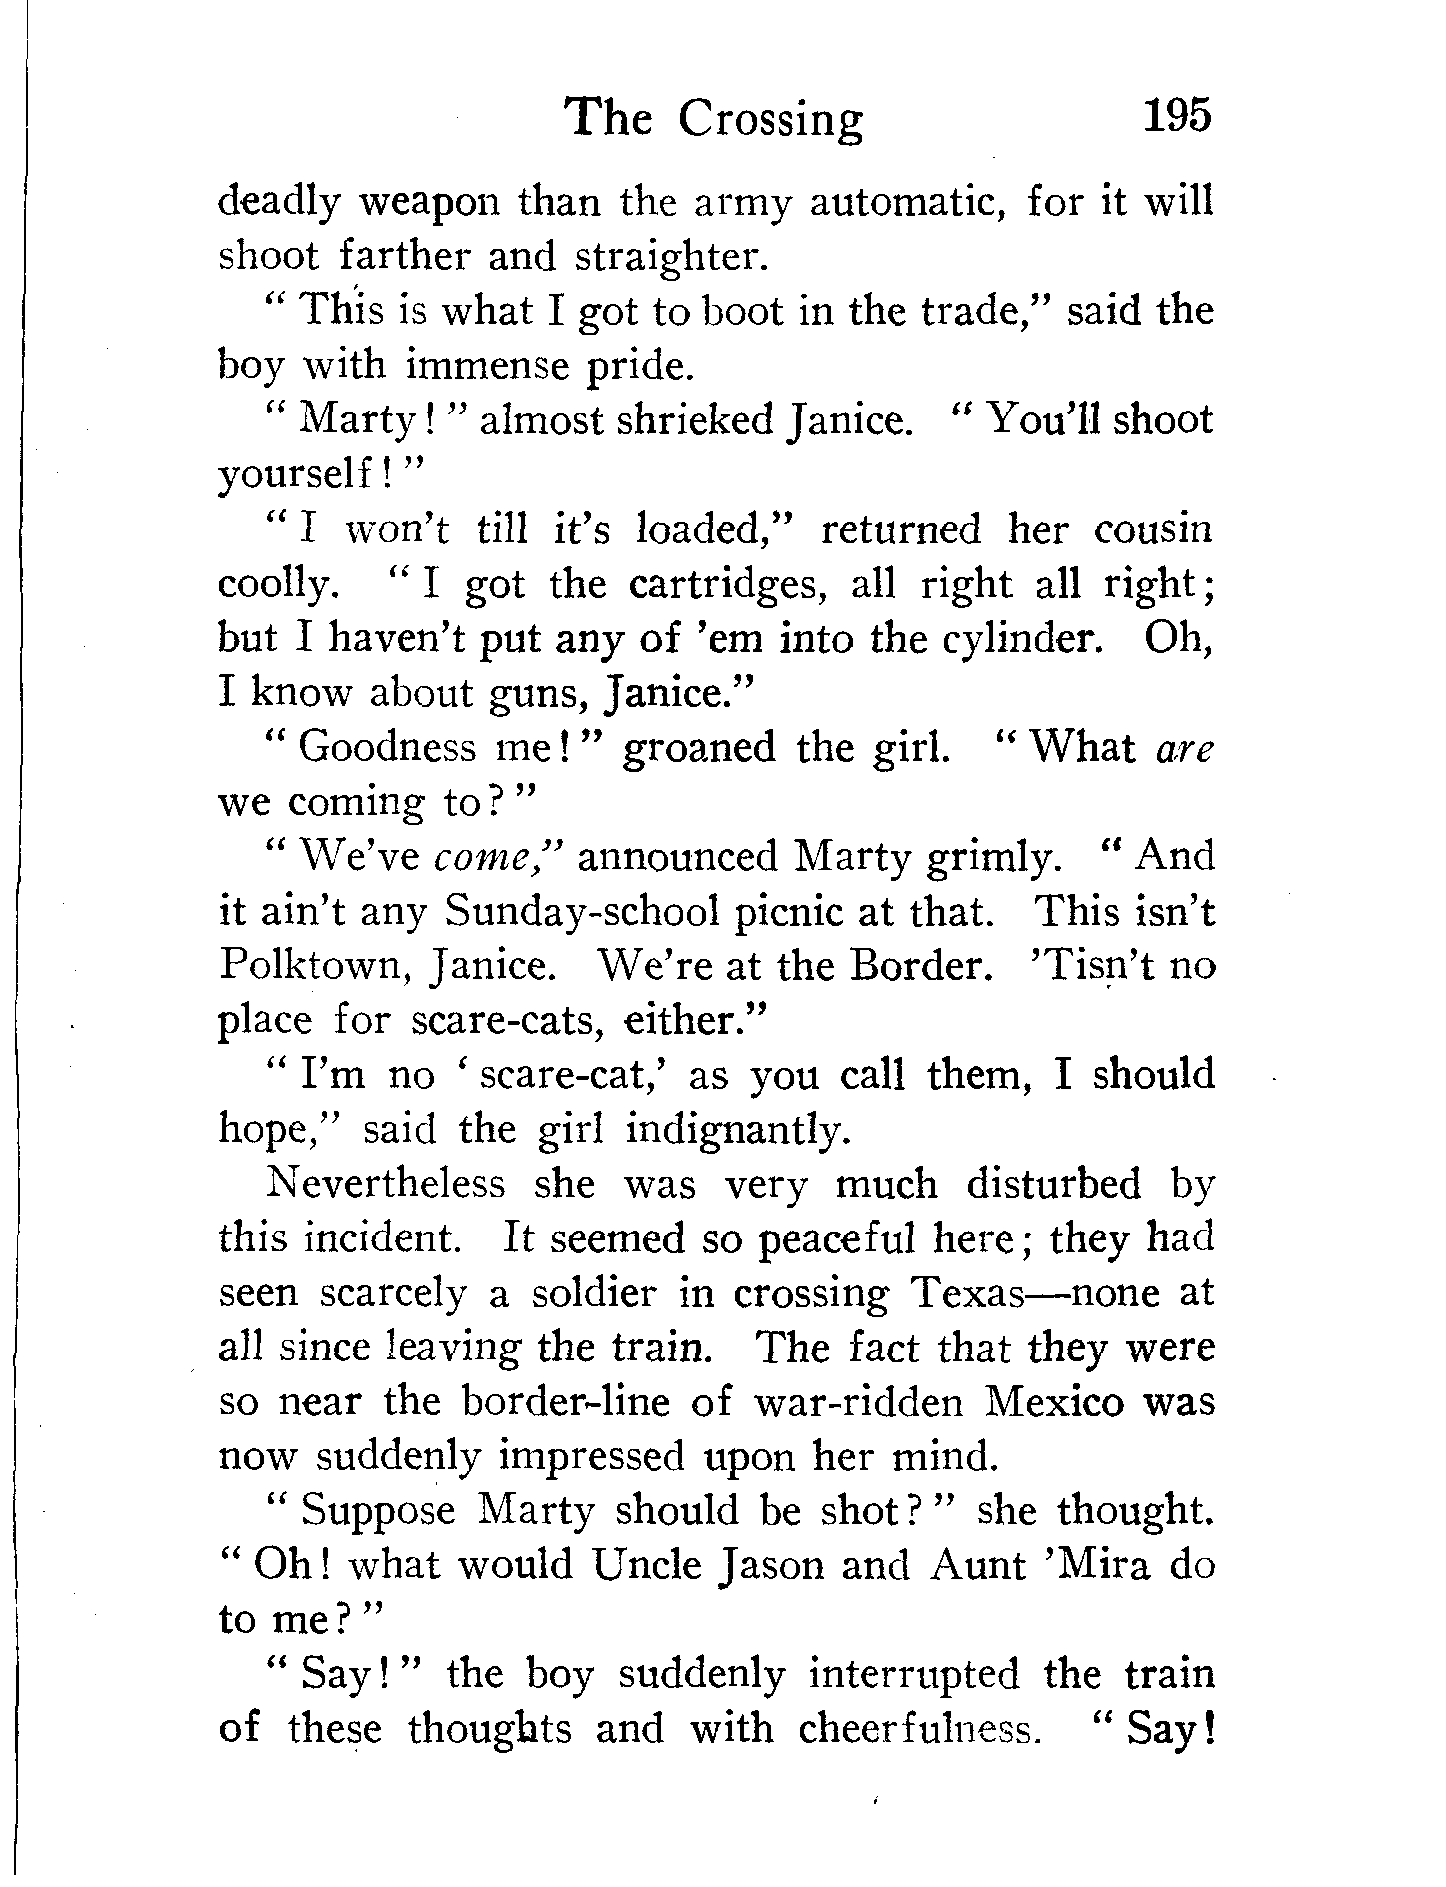 The Crossing 195
deadly weapon than the army automatic, for it will
shoot farther and straighter.
“ This is what I got to boot in the trade,” said the
boy with immense pride.
“ Marty! ” almost shrieked Janice. “ You’ll shoot
yourself! ”
“ I won’t till it’s loaded,” returned her cousin
coolly. “ I got the cartridges, all right all right;
but I haven’t put any of ’em into the cylinder. Oh,
I know about guns, Janice.”
“ Goodness me! ” groaned the girl. “ What are
we coming to? ”
“ We’ve come,” announced Marty grimly. “ And
it ain’t any Sunday-school picnic at that. This isn’t
Polktown, Janice. We’re at the Border. ’Tisn’t no
place for scare-cats, either.”
“ I’m no ‘ scare-cat,’ as you call them, I should
hope,” said the girl indignantly.
Nevertheless she was very much disturbed by
this incident. It seemed so peaceful here; they had
seen scarcely a soldier in crossing Texas—none at
all since leaving the train. The fact that they were
so near the border-line of war-ridden Mexico was
now suddenly impressed upon her mind.
“ Suppose Marty should be shot? ” she thought.
“ Oh! what would Uncle Jason and Aunt ’Mira do
to me? ”
“ Say! ” the boy suddenly interrupted the train
of these thoughts and with cheerfulness. “ Say!